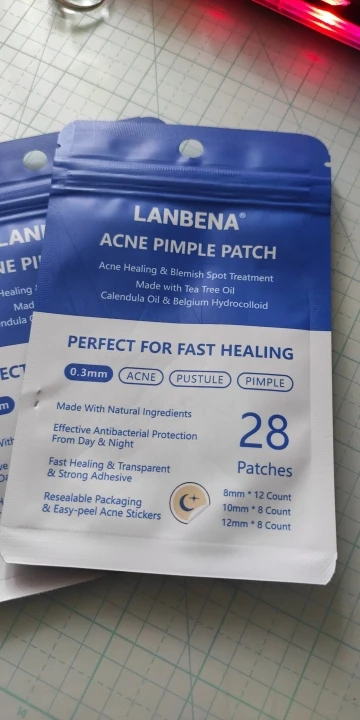 LANBENA®
ACNE PIMPLE PATCH
Acne Healing & Blemish Spot Treatment
Made with Tea Tree Oil
Calendula Oil & Belgium Hydrocolloid
PERFECT FOR FAST HEALING
0.3mm ACNE PUSTULE PIMPLE
Made With Natural Ingredients
Effective Antibacterial Protection
From Day & Night
Fast Healing & Transparent
& Strong Adhesive
Resealable Packaging
& Easy-peel Acne Stickers
28
Patches
8mm * 12 Count
10mm * 8 Count
12mm * 8 Count